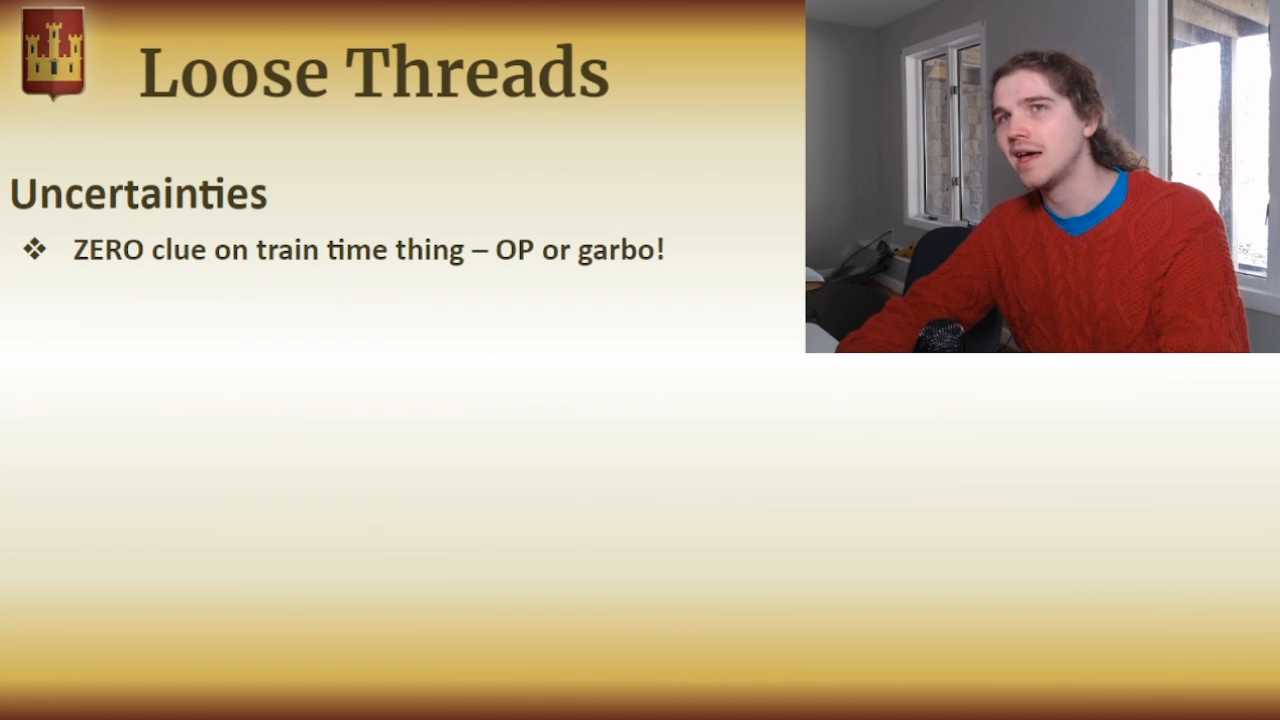 Loose Threads
Uncertainties
❖ ZERO clue on train time thing – OP or garbo!